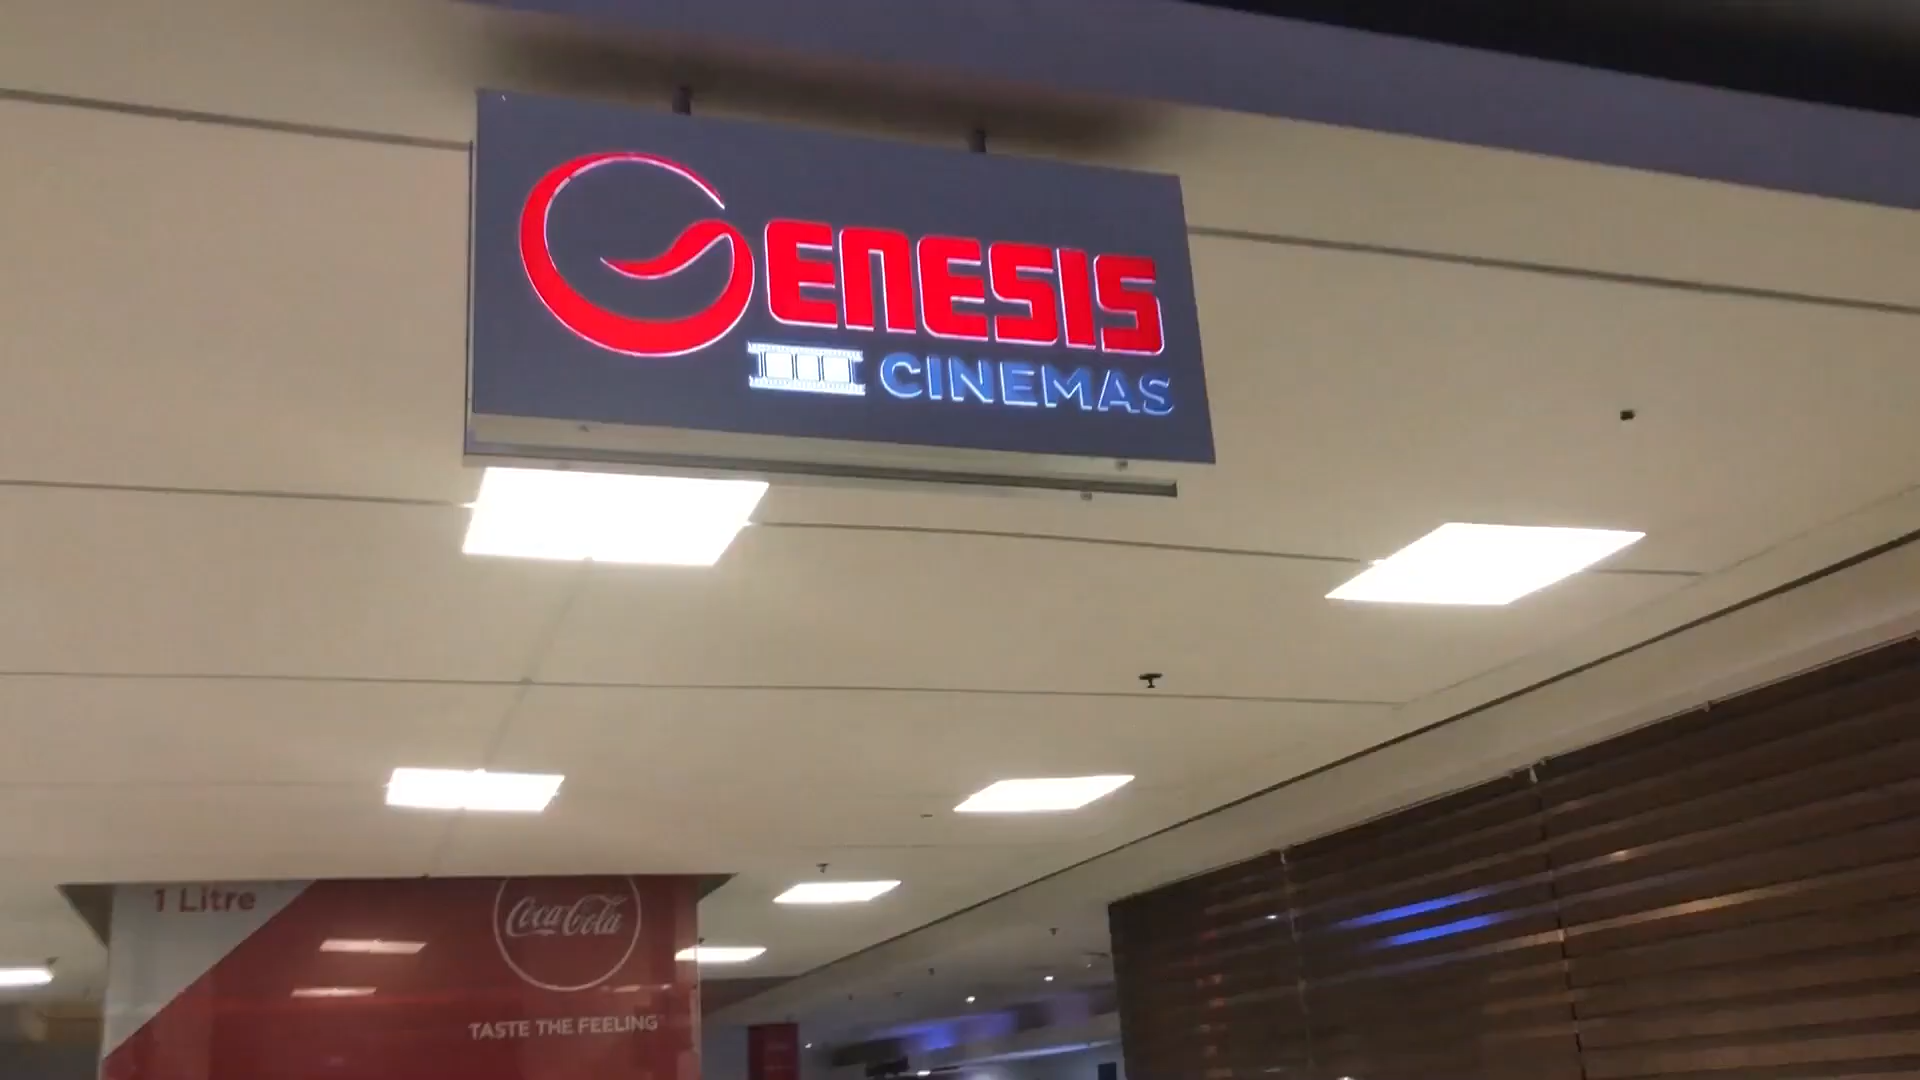 GENESIS
CINEMAS
1 Litre
Coca-Cola
TASTE THE FEELING